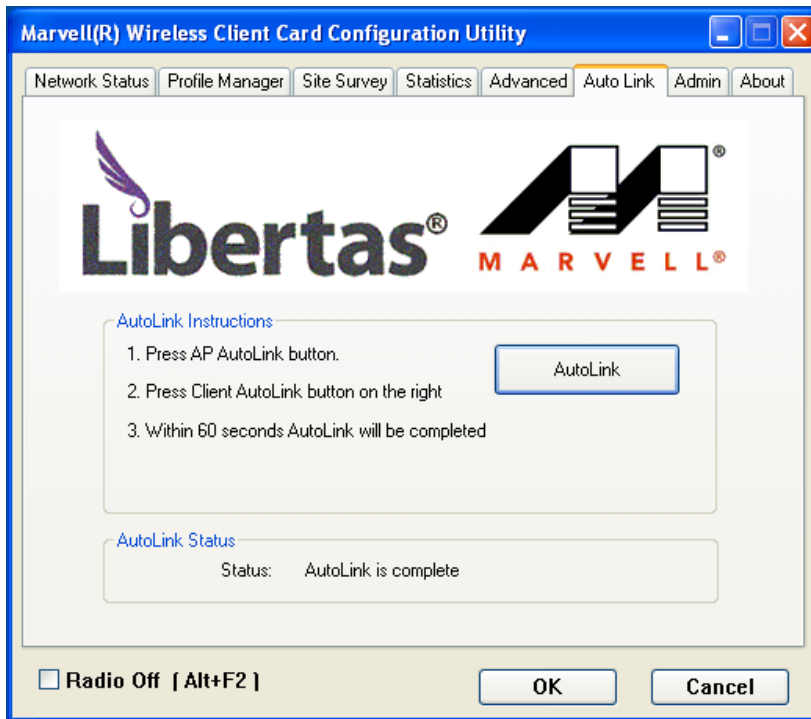 Marvell(R) Wireless Client Card Configuration Utility
Network Status Profile Manager Site Survey Statistics Advanced Auto Link Admin About
Libertas®
MARVELL®
AutoLink Instructions
1. Press AP AutoLink button.
AutoLink
2. Press Client AutoLink button on the right
3. Within 60 seconds AutoLink will be completed
AutoLink Status
Status: AutoLink is complete
Radio Off [ Alt+F2 ]
OK Cancel